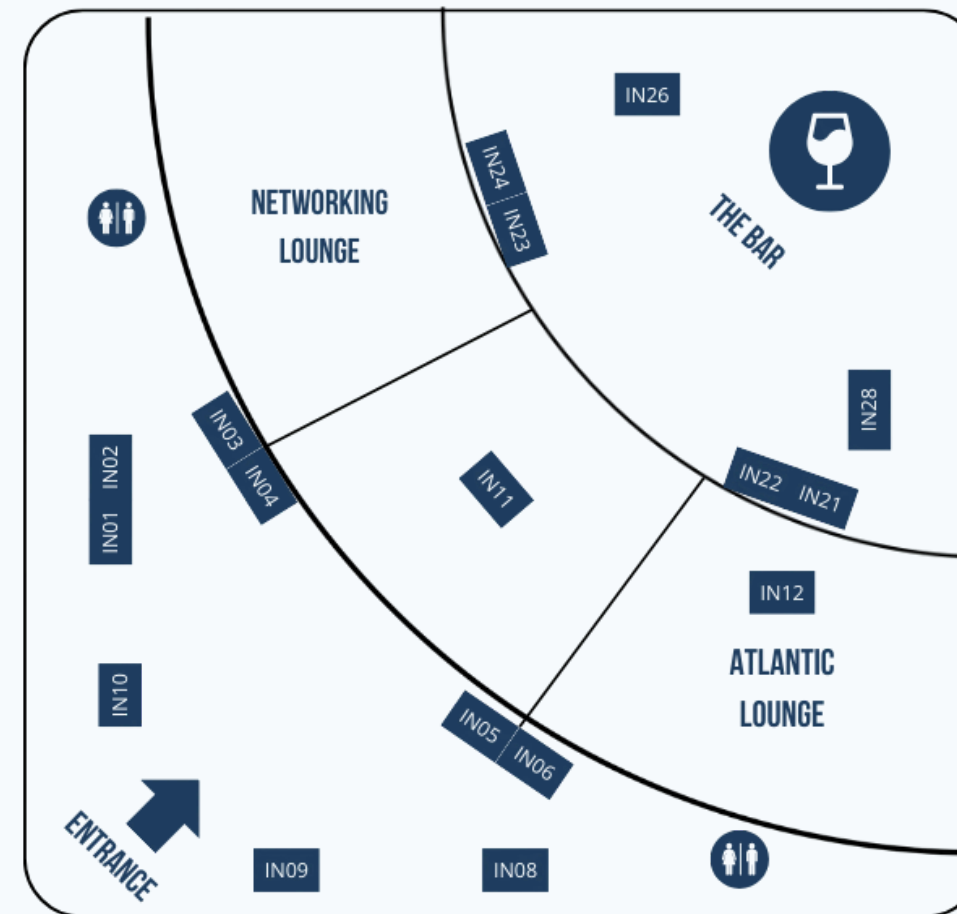 IN26
IN24
IN23
THE BAR
NETWORKING
LOUNGE
IN28
IN03
IN04
IN02
IN01
IN11
IN22
IN21
IN12
ATLANTIC
LOUNGE
IN10
IN05
IN06
ENTRANCE
IN09
IN08